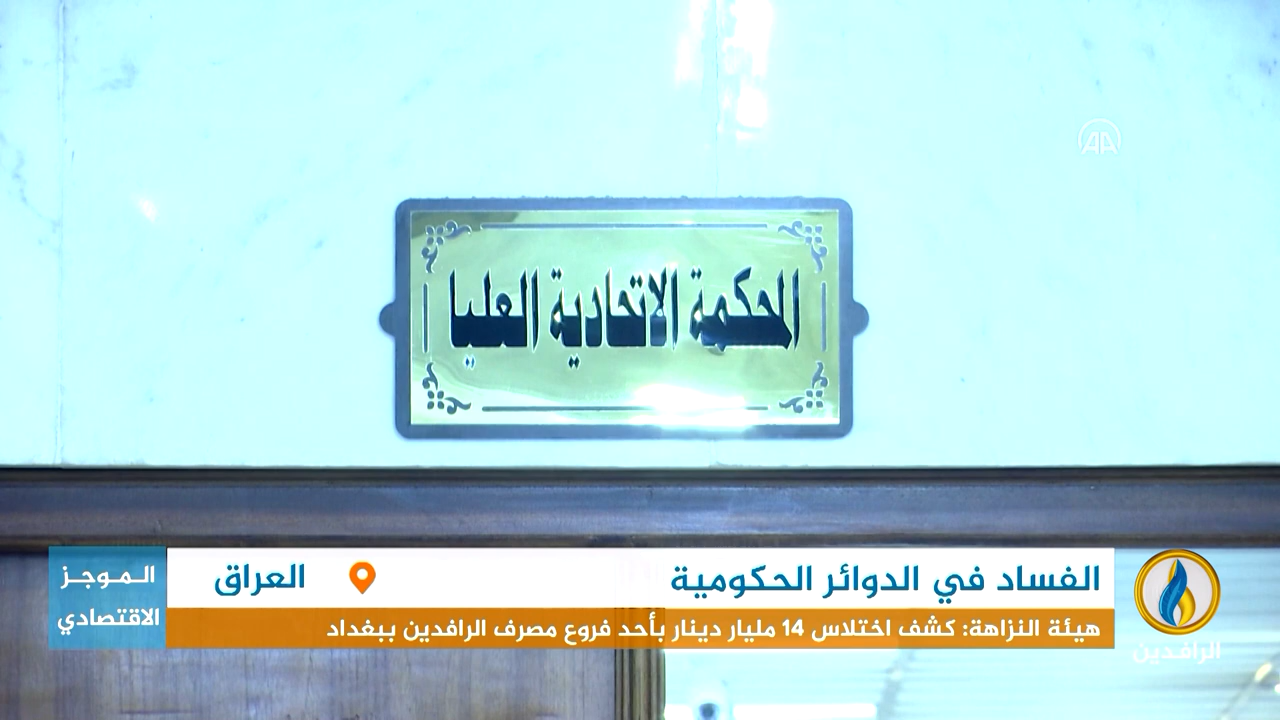 AA
المحكمة الاتحادية العليا
الفساد في الدوائر الحكومية
العراق
هيئة النزاهة: كشف اختلاس 14 مليار دينار بأحد فروع مصرف الرافدين ببغداد
الموجز
الاقتصادي
الرافدين